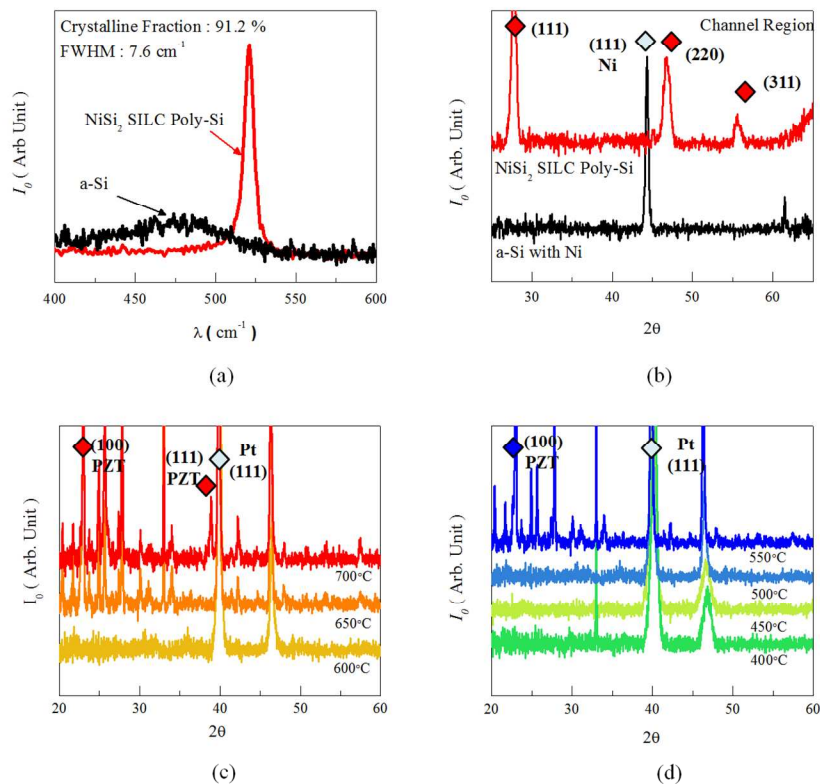 Crystalline Fraction : 91.2 %
FWHM : 7.6 cm-1
NiSi2 SILC Poly-Si
a-Si
I0 ( Arb Unit )
400 450 500 550 600
λ ( cm-1
(a)
(111)
(111)
Ni
Channel Region
(220)
(311)
NiSi2 SILC Poly-Si
a-Si with Ni
I0 ( Arb. Unit )
30 40 50 60
2θ
(b)
(100)
PZT
(111)
PZT
Pt
(111)
700°C
650°C
600°C
I0 ( Arb. Unit )
20 30 40 50 60
2θ
(c)
(100)
PZT
Pt
(111)
550°C
500°C
450°C
400°C
I0 ( Arb. Unit )
20 30 40 50 60
2θ
(d)